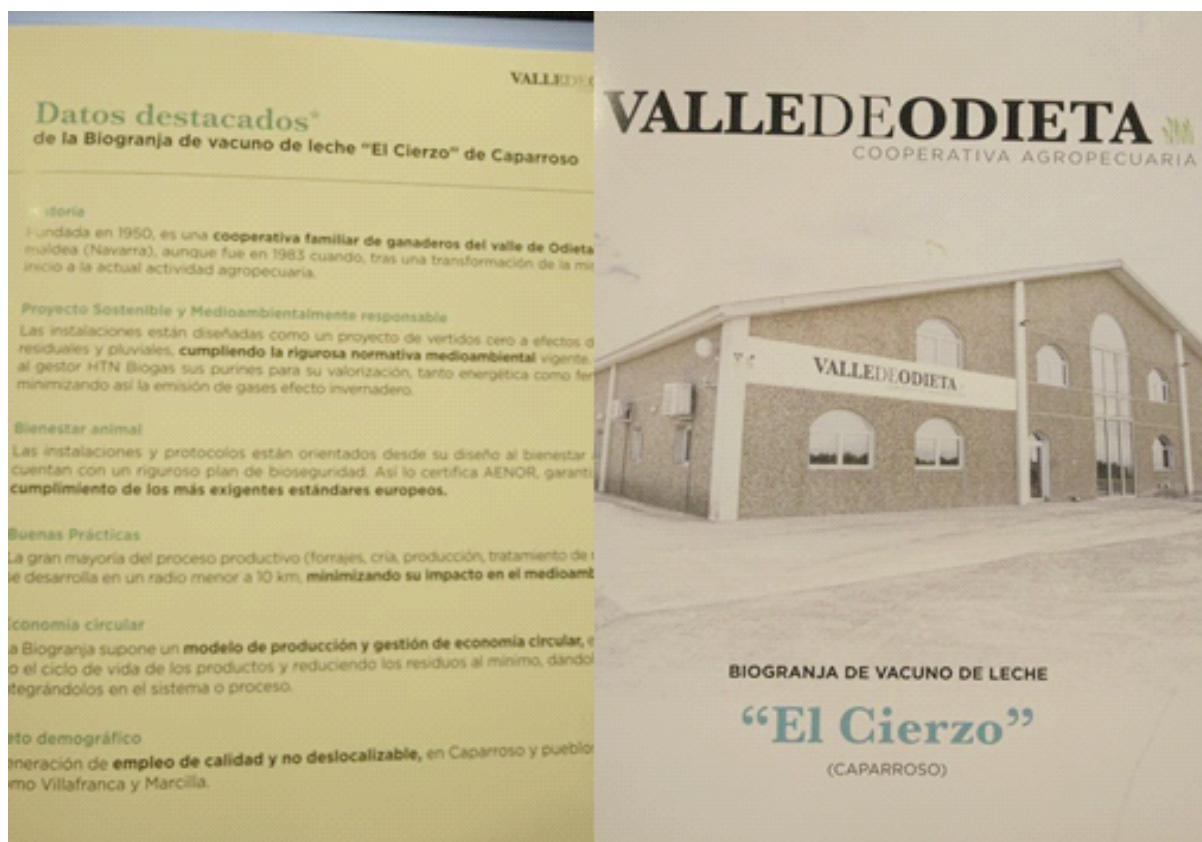 VALLEDEO
Datos destacados*
de la Biogranja de vacuno de leche "El Cierzo" de Caparroso
Fundada en 1950, es una cooperativa familiar de ganaderos del valle de Odieta
maldea (Navarra), aunque fue en 1983 cuando, tras una transformación de la mi
inicio a la actual actividad agropecuaria.
Proyecto Sostenible y Medioambientalmente responsable
Las instalaciones están diseñadas como un proyecto de vertidos cero a efectos d
residuales y pluviales, cumpliendo la rigurosa normativa medioambiental vigente.
al gestor HTN Biogas sus purines para su valorización, tanto energética como fer
minimizando así la emisión de gases efecto invernadero.
Bienestar animal
Las instalaciones y protocolos están orientados desde su diseño al bienestar
cuentan con un riguroso plan de bioseguridad. Así lo certifica AENOR, garanti
cumplimiento de los más exigentes estándares europeos.
Buenas Prácticas
La gran mayoría del proceso productivo (forrajes, cría, producción, tratamiento de
se desarrolla en un radio menor a 10 km, minimizando su impacto en el medioamb
conomía circular
a Biogranja supone un modelo de producción y gestión de economía circular,
o el ciclo de vida de los productos y reduciendo los residuos al mínimo, dándol
tegrándolos en el sistema o proceso.
eto demográfico
eneración de empleo de calidad y no deslocalizable, en Caparroso y pueblo
omo Villafranca y Marcilla.
VALLEDEODIETA
COOPERATIVA AGROPECUARIA
VALLEDEODIETA
BIOGRANJA DE VACUNO DE LECHE
"El Cierzo"
(CAPARROSO)